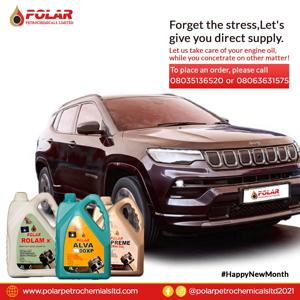 POLAR
PETROCHEMICALS LIMITED
Forget the stress,Let's
give you direct supply.
Let us take care of your engine oil,
while you concetrate on other matter!
To place an order, please call
08035136520 or 08063631575
POLAR
POLAR
ROLAM X
POLAR
ALVA
POLAR
#HappyNewMonth
www.polarpetrochemialsltd.com
@polarpetrochemicalsltd2021